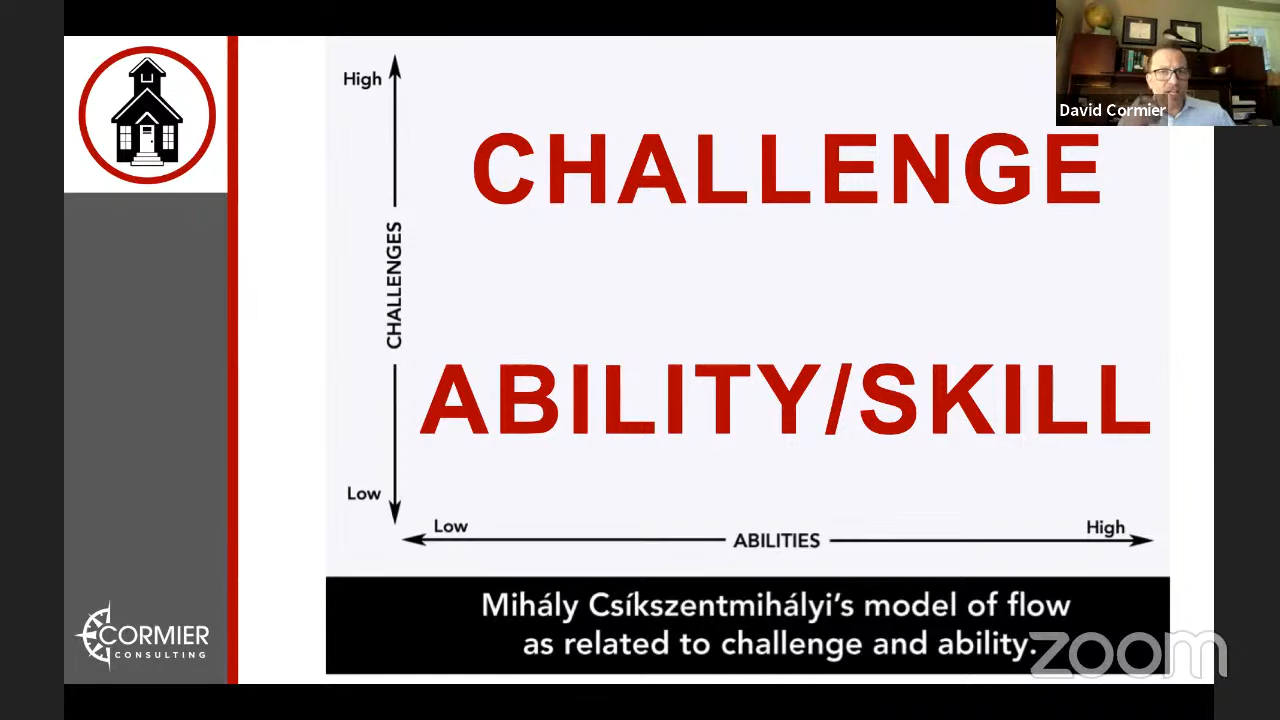 David Cormier
High
CHALLENGE
CHALLENGES
ABILITY/SKILL
Low
Low
High
ABILITIES
Mihály Csíkszentmihályi's model of flow
as related to challenge and ability.
CORMIER
CONSULTING
zoom